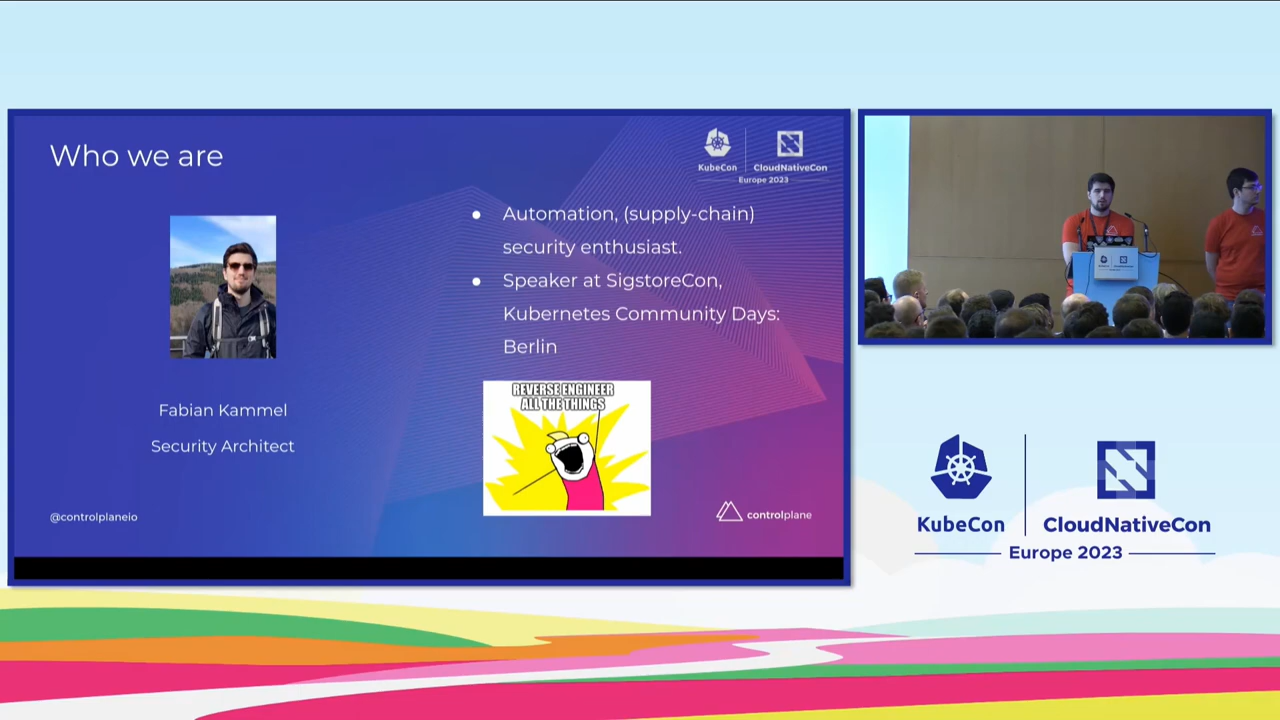 Who we are
KubeCon
CloudNativeCon
Europe 2023
Automation, (supply-chain)
security enthusiast.
Speaker at SigstoreCon,
Kubernetes Community Days:
Berlin
REVERSE ENGINEER
ALL THE THINGS
Fabian Kammel
Security Architect
@controlplaneio
controlplane
KubeCon
CloudNativeCon
Europe 2023